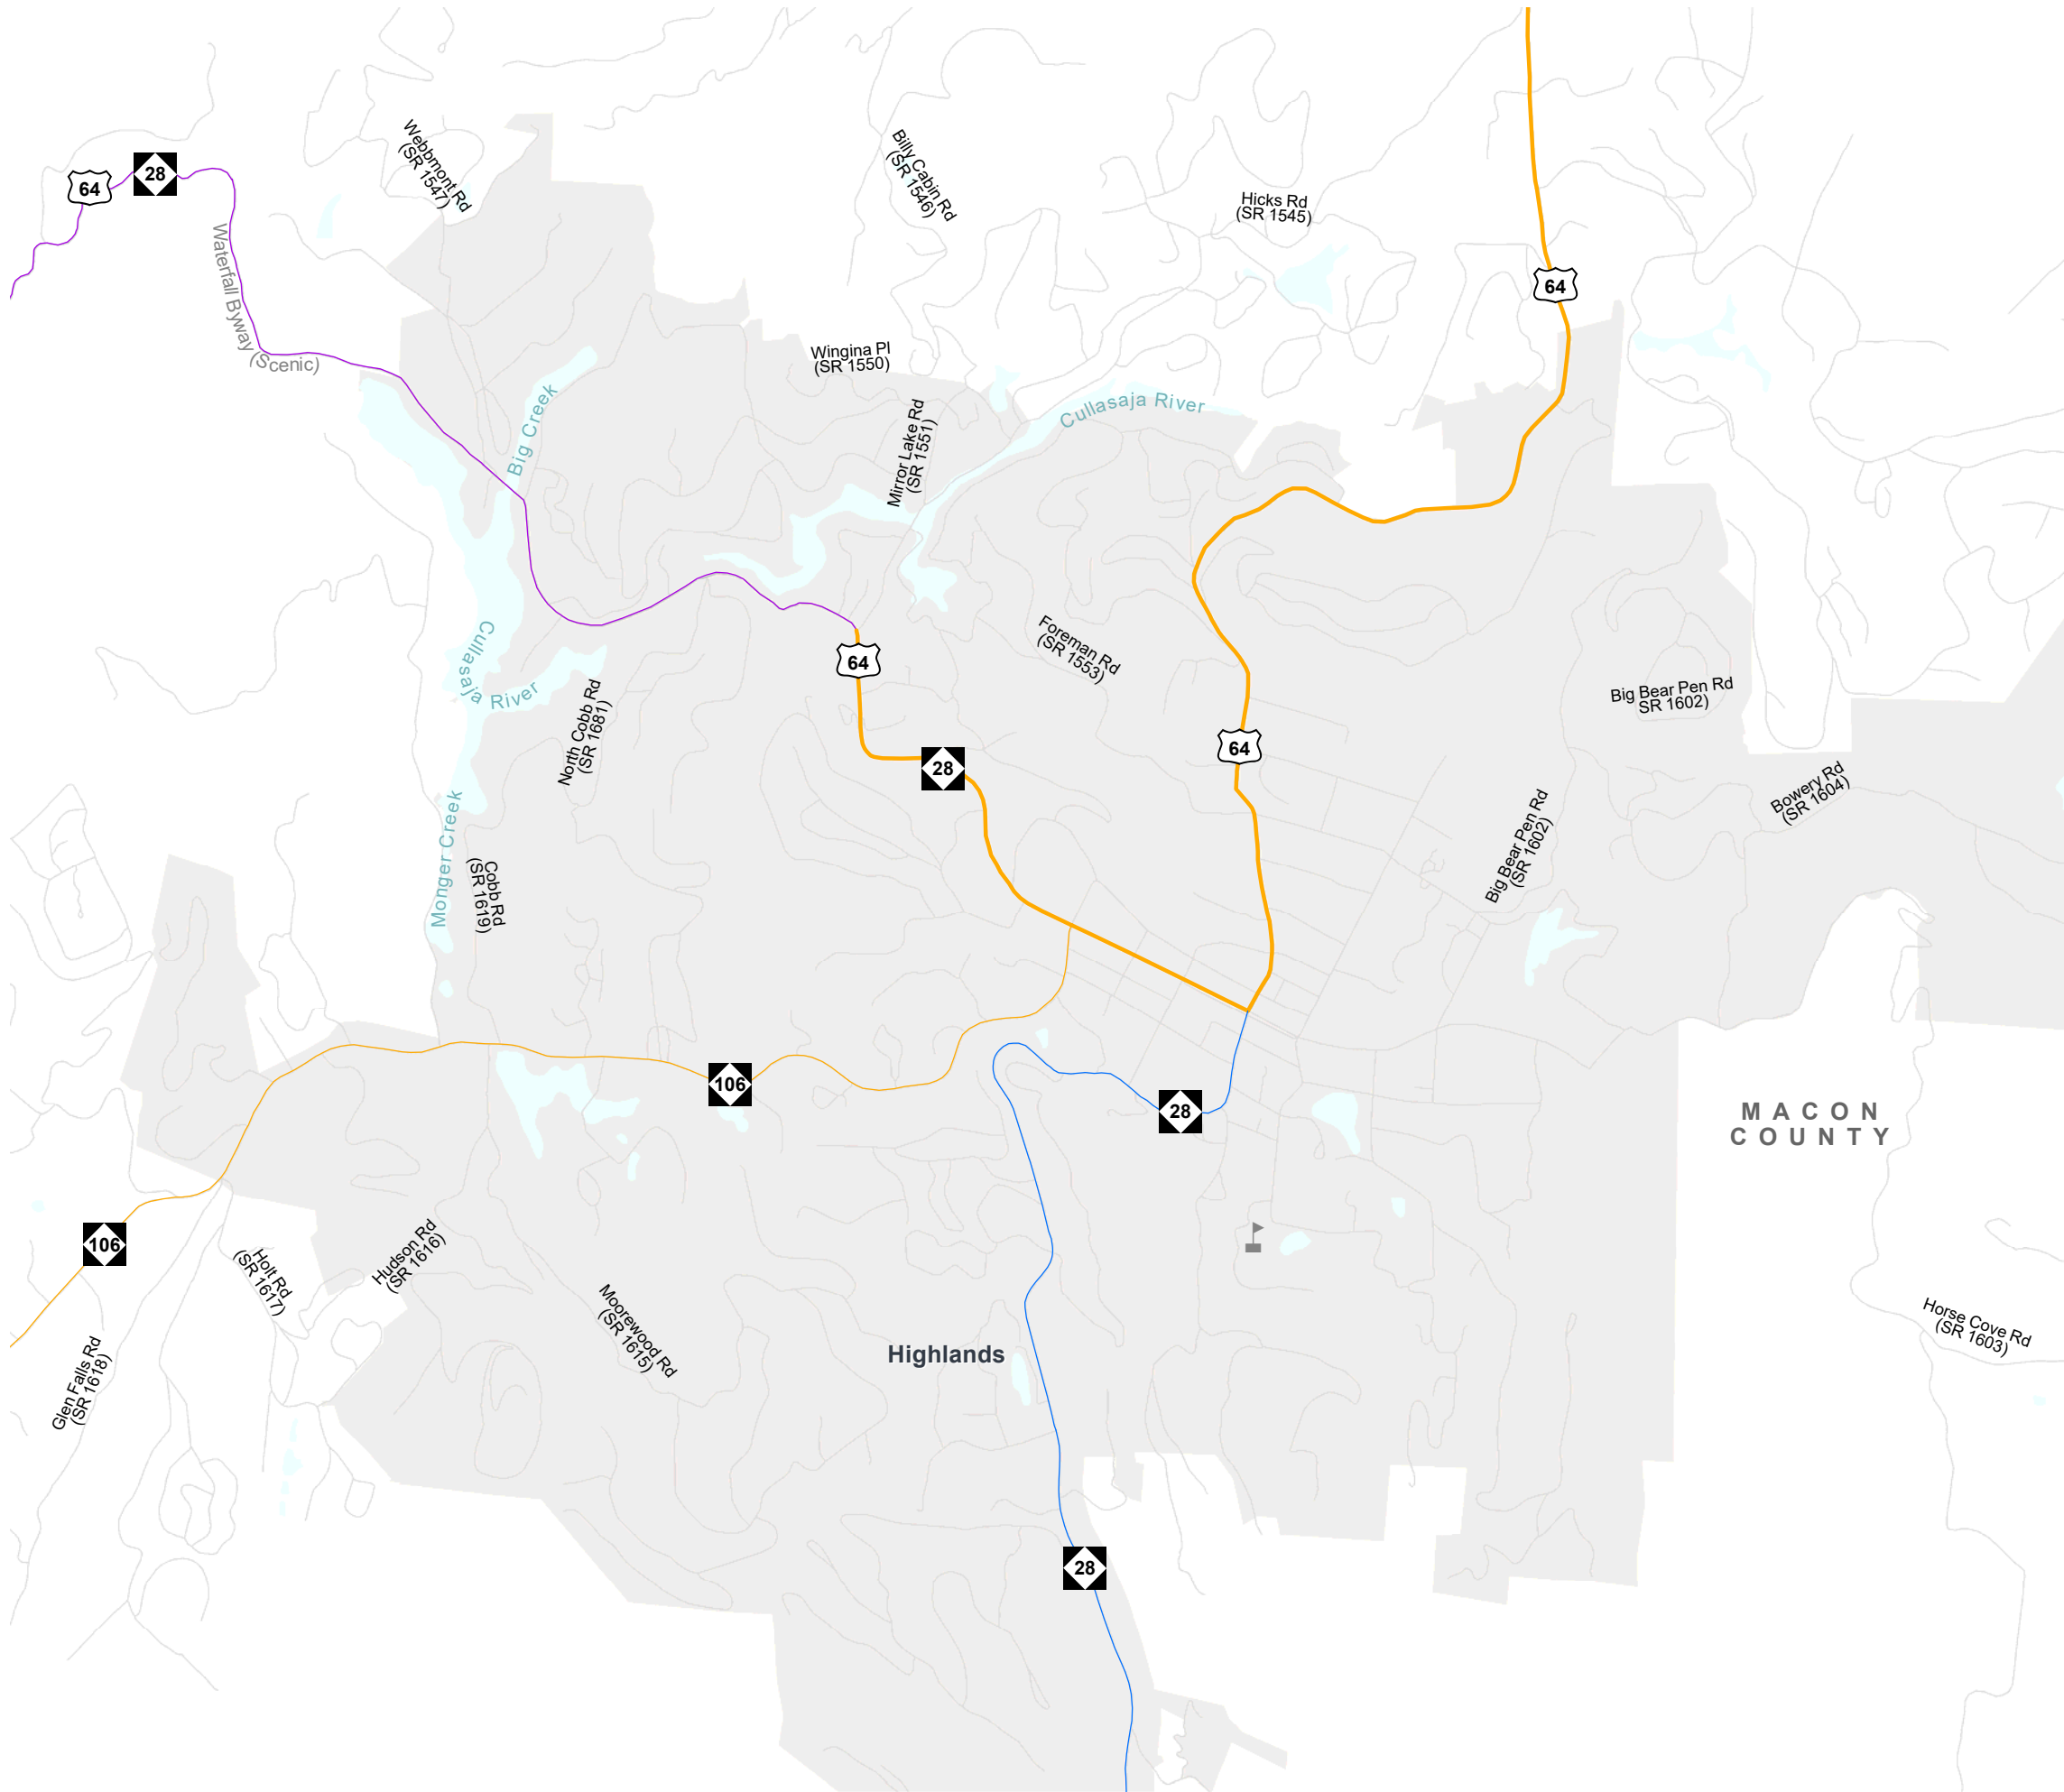 Webbmont Rd
(SR 1547)
Billy Cabin Rd
(SR 1546)
28
64
Hicks Rd
(SR 1545)
Waterfall Byway (Scenic)
64
Wingina Pl
(SR 1550)
Big Creek
Mirror Lake Rd
(SR 1551)
Cullasaja River
Cullasaja River
Foreman Rd
(SR 1553)
64
North Cobb Rd
(SR 1681)
Big Bear Pen Rd
SR 1602)
64
28
Bowery Rd
(SR 1604)
Big Bear Pen Rd
(SR 1602)
Monger Creek
Cobb Rd
(SR 1619)
106
28
MACON
COUNTY
106
Holt Rd
(SR 1617)
Hudson Rd
(SR 1616)
Moorewood Rd
(SR 1615)
Highlands
Horse Cove Rd
(SR 1603)
Glen Falls Rd
(SR 1618)
28